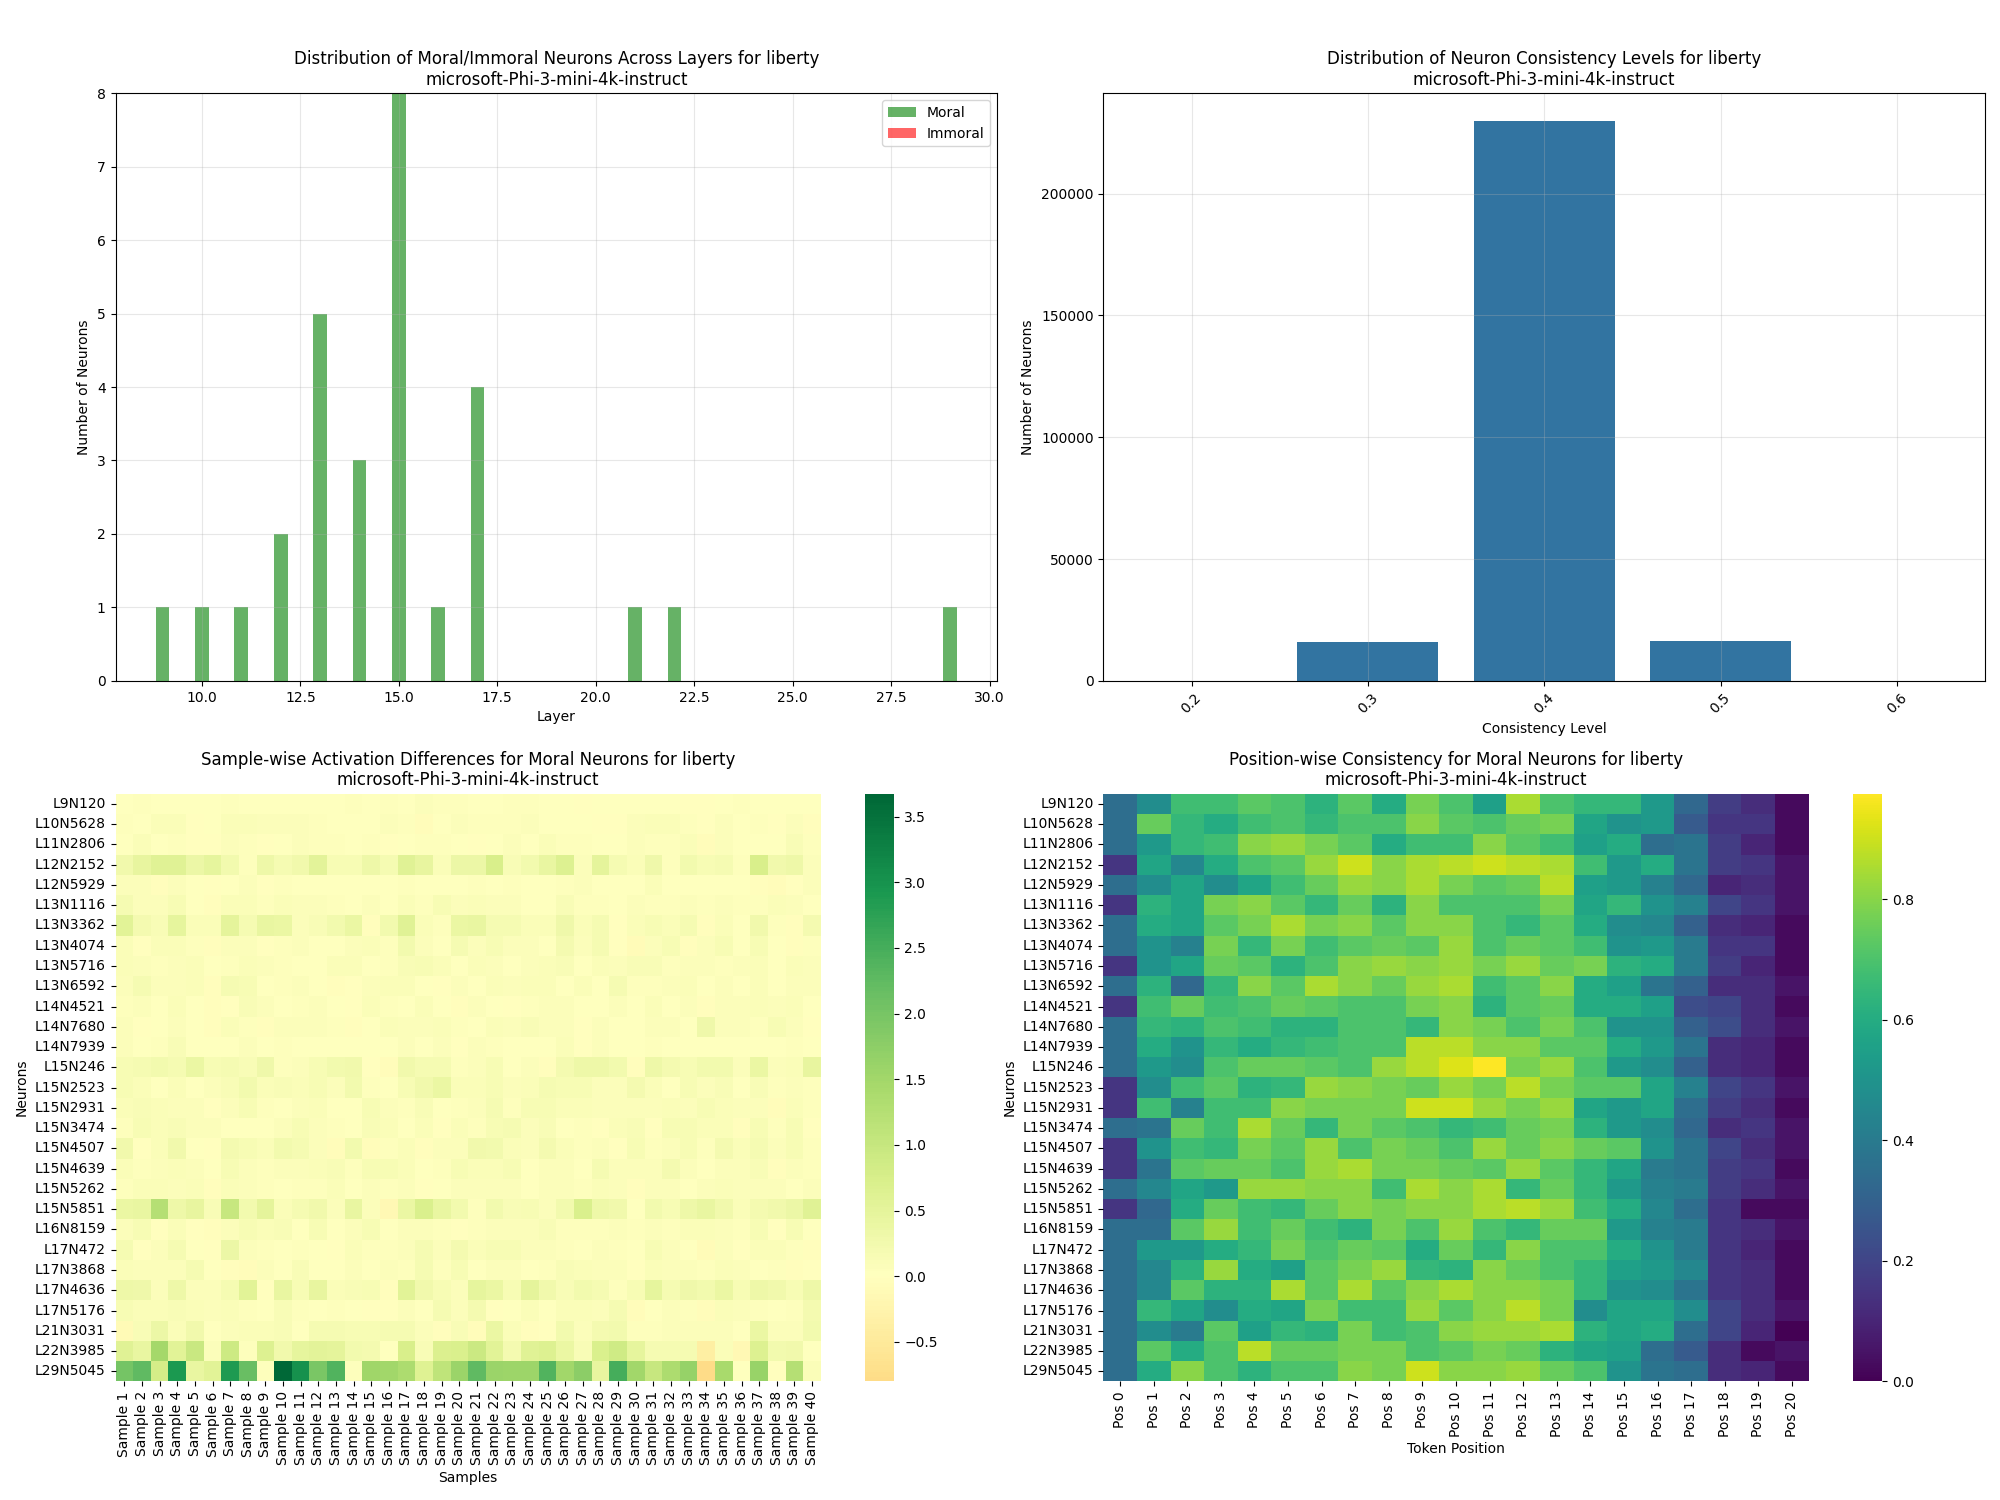 Distribution of Moral/Immoral Neurons Across Layers for liberty
microsoft-Phi-3-mini-4k-instruct
Moral
Immoral
8
7
6
5
4
3
2
1
0
Number of Neurons
10.0 12.5 15.0 17.5 20.0 22.5 25.0 27.5 30.0
Layer
Distribution of Neuron Consistency Levels for liberty
microsoft-Phi-3-mini-4k-instruct
200000
150000
100000
50000
0
Number of Neurons
0.2 0.3 0.4 0.5 0.6
Consistency Level
Sample-wise Activation Differences for Moral Neurons for liberty
microsoft-Phi-3-mini-4k-instruct
L9N120
L10N5628
L11N2806
L12N2152
L12N5929
L13N1116
L13N3362
L13N4074
L13N5716
L13N6592
L14N4521
L14N7680
L14N7939
L15N246
L15N2523
L15N2931
L15N3474
L15N4507
L15N4639
L15N5262
L15N5851
L16N8159
L17N472
L17N3868
L17N4636
L17N5176
L21N3031
L22N3985
L29N5045
Neurons
Sample 1
Sample 2
Sample 3
Sample 4
Sample 5
Sample 6
Sample 7
Sample 8
Sample 9
Sample 10
Sample 11
Sample 12
Sample 13
Sample 14
Sample 15
Sample 16
Sample 17
Sample 18
Sample 19
Sample 20
Sample 21
Sample 22
Sample 23
Sample 24
Sample 25
Sample 26
Sample 27
Sample 28
Sample 29
Sample 30
Sample 31
Sample 32
Sample 33
Sample 34
Sample 35
Sample 36
Sample 37
Sample 38
Sample 39
Sample 40
Samples
3.5
3.0
2.5
2.0
1.5
1.0
0.5
0.0
−0.5
Position-wise Consistency for Moral Neurons for liberty
microsoft-Phi-3-mini-4k-instruct
L9N120
L10N5628
L11N2806
L12N2152
L12N5929
L13N1116
L13N3362
L13N4074
L13N5716
L13N6592
L14N4521
L14N7680
L14N7939
L15N246
L15N2523
L15N2931
L15N3474
L15N4507
L15N4639
L15N5262
L15N5851
L16N8159
L17N472
L17N3868
L17N4636
L17N5176
L21N3031
L22N3985
L29N5045
Neurons
Pos 0
Pos 1
Pos 2
Pos 3
Pos 4
Pos 5
Pos 6
Pos 7
Pos 8
Pos 9
Pos 10
Pos 11
Pos 12
Pos 13
Pos 14
Pos 15
Pos 16
Pos 17
Pos 18
Pos 19
Pos 20
Token Position
0.8
0.6
0.4
0.2
0.0